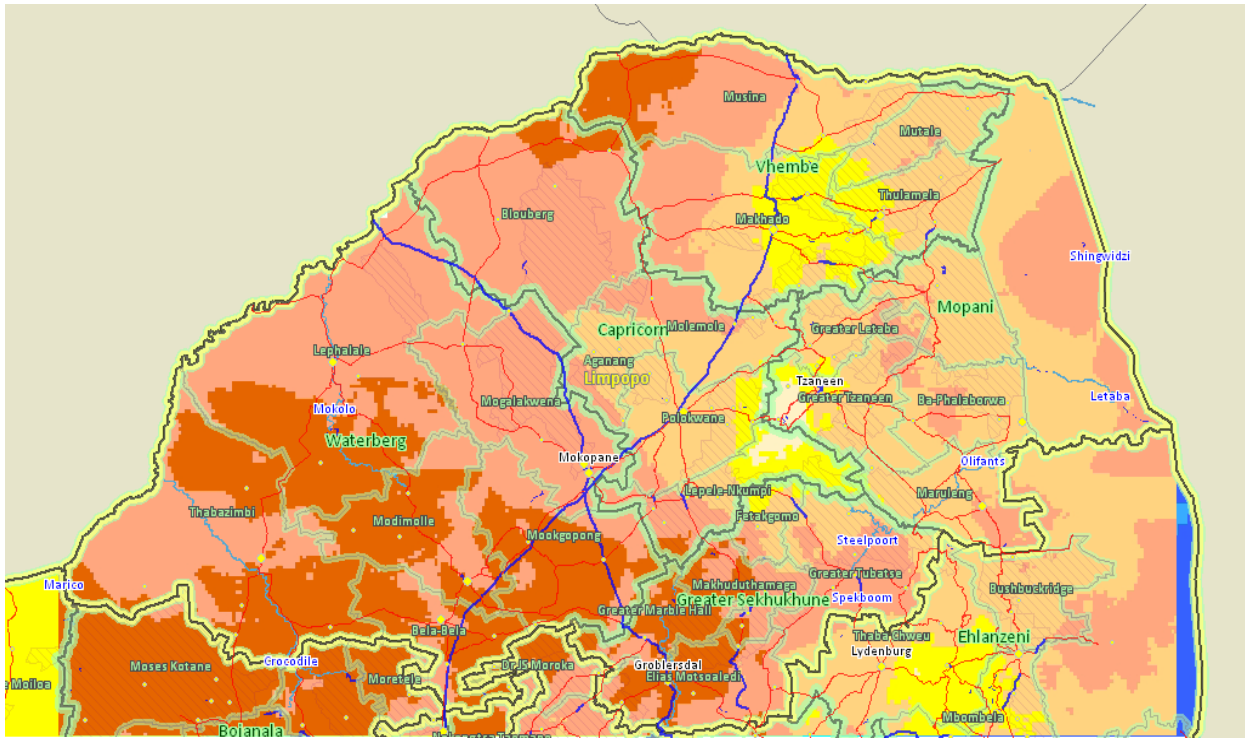 Musina
Mutale
Vhembe
Thulamela
Blouberg
Makhado
Shingwidzi
Mopani
Capricorn
Molemole
Greater Letaba
Lephalale
Aganang
Limpopo
Tzaneen
Mogalakwena
Greater Tzaneen
Ba-Phalaborwa
Letaba
Mokolo
Polokwane
Waterberg
Mokopane
Olifants
Lepele-Nkumpi
Maruleng
Thabazimbi
Modimolle
Fetakgomo
Mookgopong
Steelpoort
Greater Tubatse
Marico
Makhuduthamaga
Bushbuckridge
Greater Sekhukhune
Spekboom
Greater Marble Hall
Bela-Bela
Thaba Chweu
Ehlanzeni
Lydenburg
Crocodile
Moses Kotane
Dr JS Moroka
Groblersdal
Moretele
Elias Motsoaledi
Mbombela
Bojanala